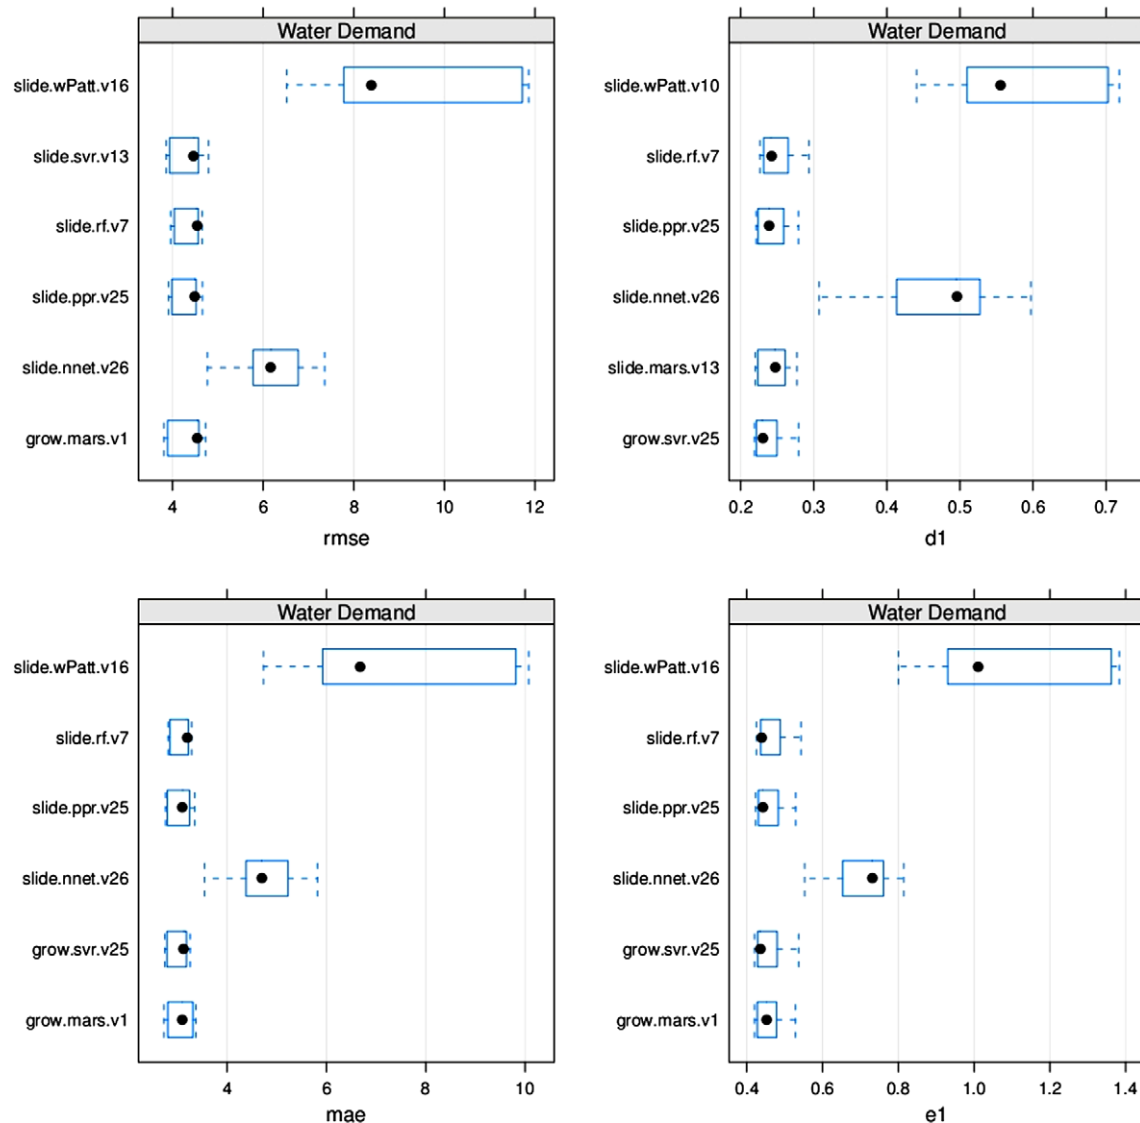 Water Demand
slide.wPatt.v16
slide.svr.v13
slide.rf.v7
slide.ppr.v25
slide.nnet.v26
grow.mars.v1
4 6 8 10 12
rmse
Water Demand
slide.wPatt.v10
slide.rf.v7
slide.ppr.v25
slide.nnet.v26
slide.mars.v13
grow.svr.v25
0.2 0.3 0.4 0.5 0.6 0.7
d1
Water Demand
slide.wPatt.v16
slide.rf.v7
slide.ppr.v25
slide.nnet.v26
grow.svr.v25
grow.mars.v1
4 6 8 10
mae
Water Demand
slide.wPatt.v16
slide.rf.v7
slide.ppr.v25
slide.nnet.v26
grow.svr.v25
grow.mars.v1
0.4 0.6 0.8 1.0 1.2 1.4
e1